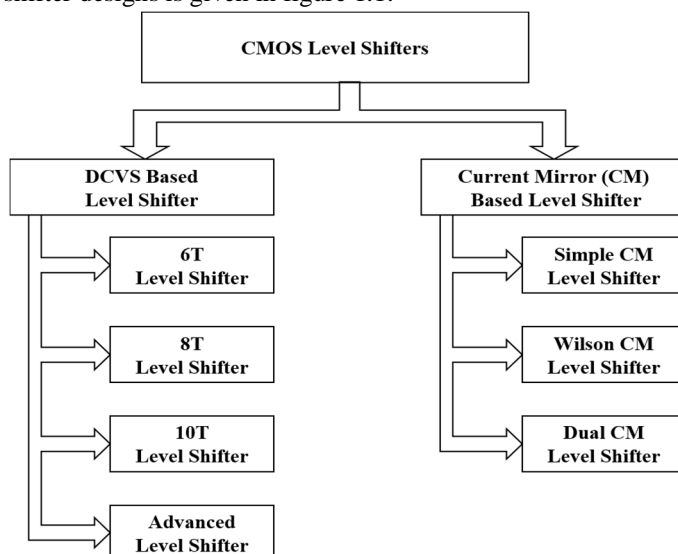 shifter designs is given in figure 1.1.
CMOS Level Shifters
DCVS Based
Level Shifter
6T
Level Shifter
8T
Level Shifter
10T
Level Shifter
Advanced
Level Shifter
Current Mirror (CM)
Based Level Shifter
Simple CM
Level Shifter
Wilson CM
Level Shifter
Dual CM
Level Shifter